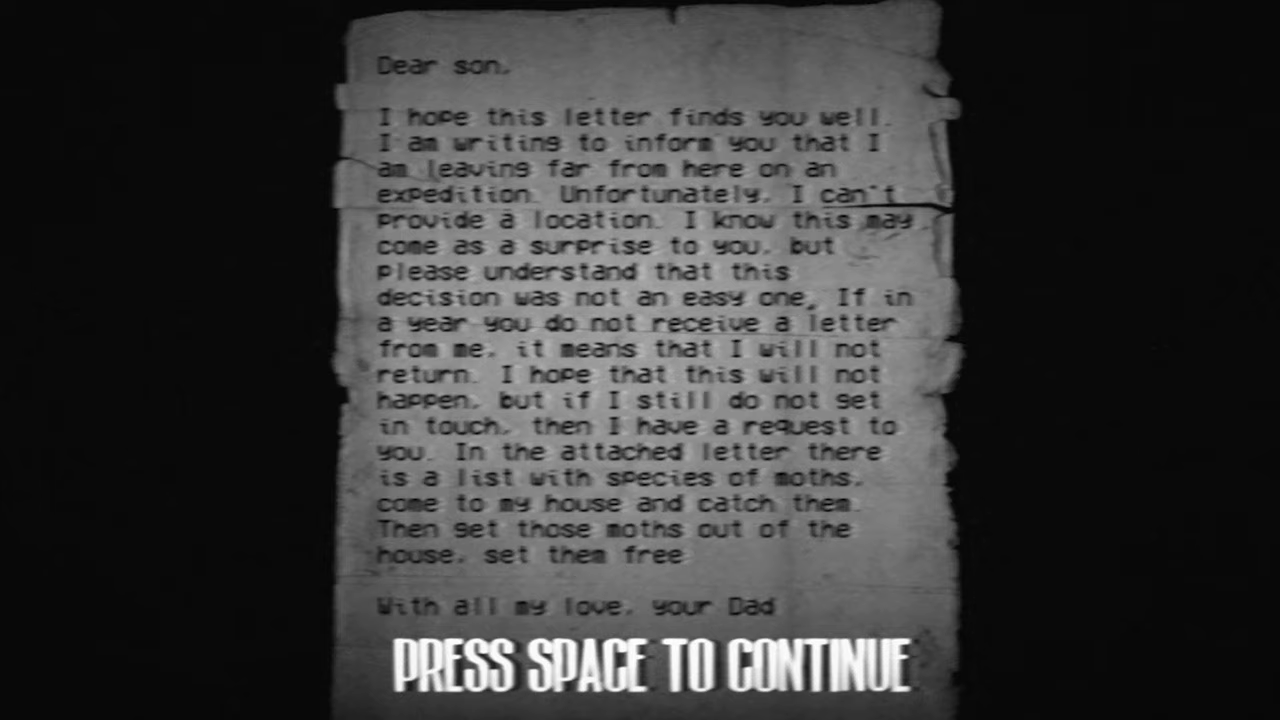 Dear son,
I hope this letter finds you well.
I am writing to inform you that I
am leaving far from here on an
expedition. Unfortunately, I can't
provide a location. I know this may
come as a surprise to you, but
please understand that this
decision was not an easy one, If in
a year you do not receive a letter
from me, it means that I will not
return. I hope that this will not
happen, but if I still do not get
in touch, then I have a request to
you. In the attached letter there
is a list with species of moths,
come to my house and catch them.
Then get those moths out of the
house, set them free
With all my love, your Dad
PRESS SPACE TO CONTINUE